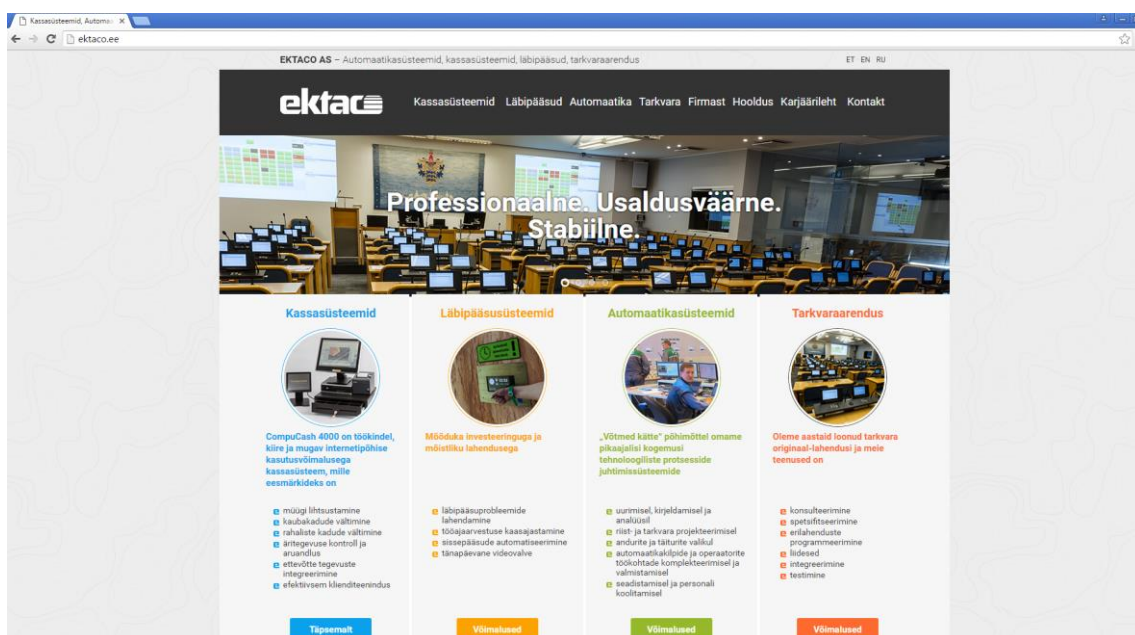 Kassasüsteemid, Automaa
ektaco.ee
EKTACO AS – Automaatikasüsteemid, kassasüsteemid, läbipääsud, tarkvaraarendus
ET EN RU
ektaco
Kassasüsteemid Läbipääsud Automaatika Tarkvara Firmast Hooldus Karjäärileht Kontakt
Professionaalne. Usaldusväärne.
Stabiilne.
Kassasüsteemid
CompuCash 4000 on töökindel,
kiire ja mugav internetipõhise
kasutusvõimalusega
kassasüsteem, mille
eesmärkideks on
müügi lihtsustamine
kaubakadude vältimine
rahaliste kadude vältimine
äritegevuse kontroll ja
aruandlus
ettevõtte tegevuste
integreerimine
efektiivsem klienditeenindus
Täpsemalt
Läbipääsusüsteemid
Mõõduka investeeringuga ja
mõistliku lahendusega
läbipääsuprobleemide
lahendamine
tööajaarvestuse kaasajastamine
sissepääsude automatiseerimine
tänapäevane videovalve
Võimalused
Automaatikasüsteemid
„Võtmed kätte" põhimõttel omame
pikaajalisi kogemusi
tehnoloogiliste protsesside
juhtimissüsteemide
uurimisel, kirjeldamisel ja
analüüsil
riist- ja tarkvara projekteerimisel
andurite ja täiturite valikul
automaatikakilpide ja operaatorite
töökohtade komplekteerimisel ja
valmistamisel
seadistamisel ja personali
koolitamisel
Võimalused
Tarkvaraarendus
Oleme aastaid loonud tarkvara
originaal-lahendusi ja meie
teenused on
konsulteerimine
spetsifitseerimine
erilahenduste
programmeerimine
liidesed
integreerimine
testimine
Võimalused